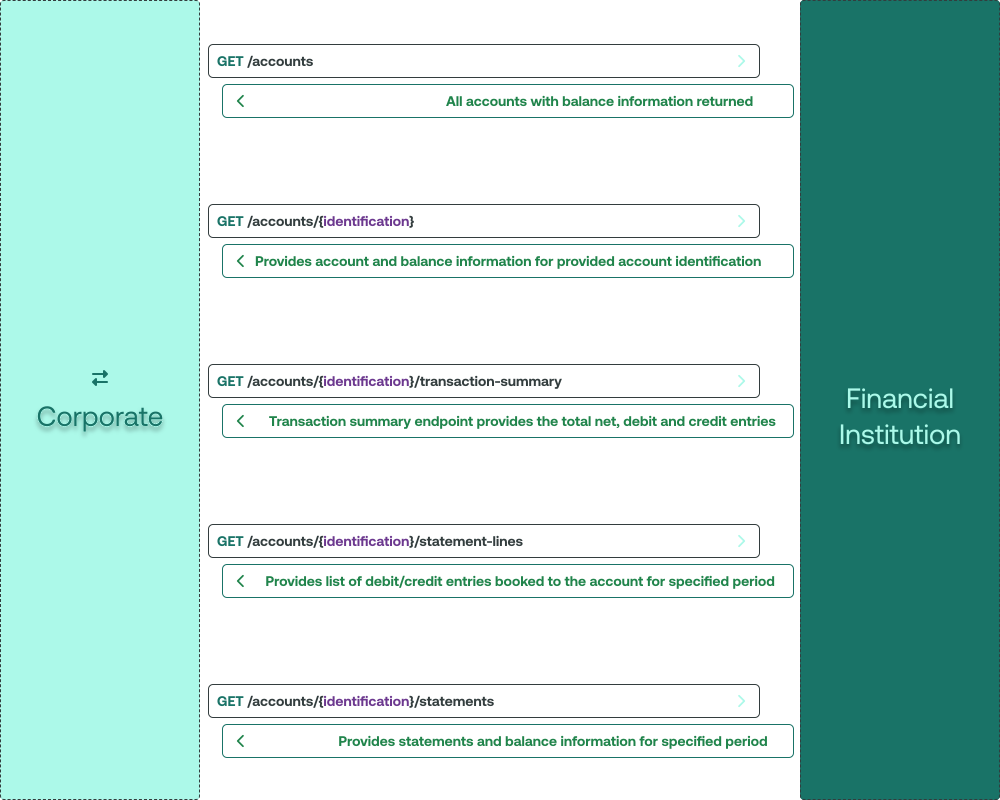 GET /accounts
All accounts with balance information returned
GET /accounts/{identification}
Provides account and balance information for provided account identification
Corporate
GET /accounts/{identification}/transaction-summary
Transaction summary endpoint provides the total net, debit and credit entries
Financial
Institution
GET /accounts/{identification}/statement-lines
Provides list of debit/credit entries booked to the account for specified period
GET /accounts/{identification}/statements
Provides statements and balance information for specified period